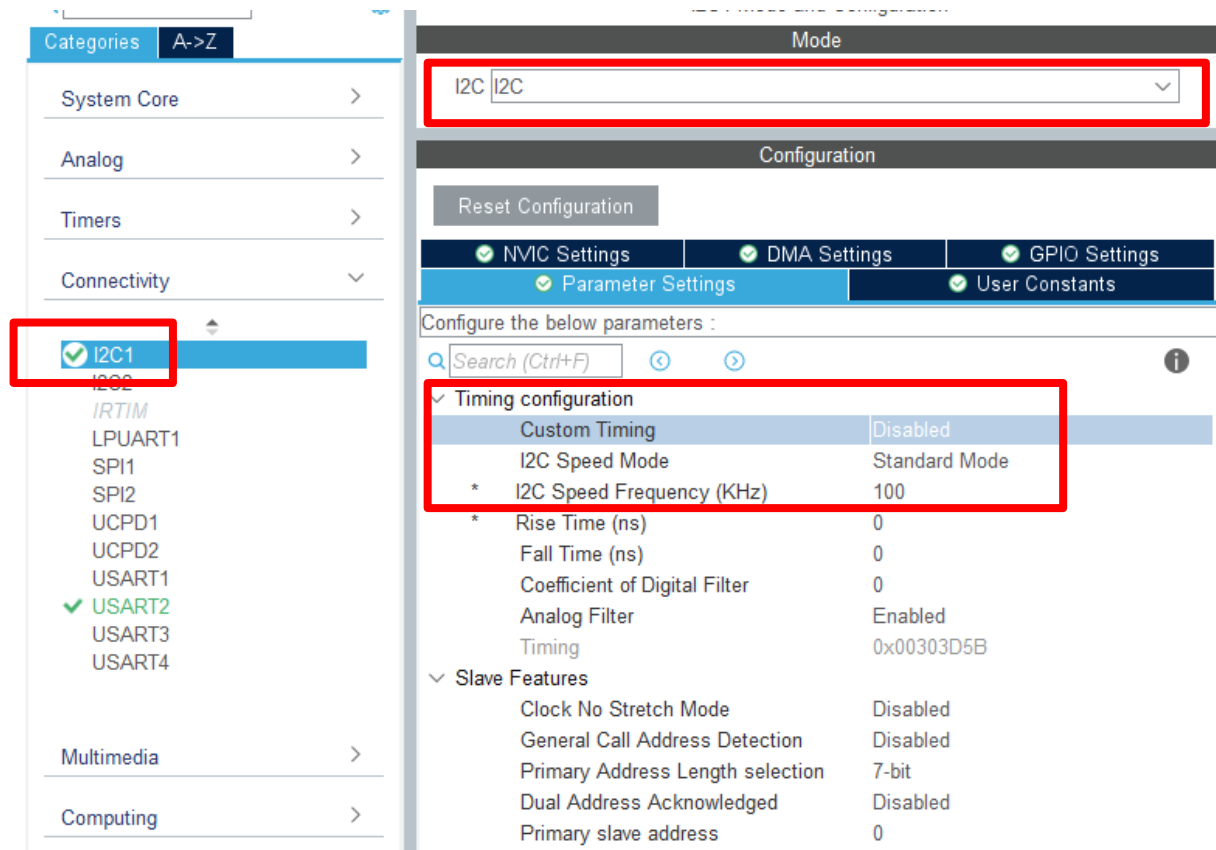 Categories
A->Z
System Core
Analog
Timers
Connectivity
I2C1
I2C2
IRTIM
LPUART1
SPI1
SPI2
UCPD1
UCPD2
USART1
USART2
USART3
USART4
Multimedia
Computing
Mode
I2C I2C
Configuration
Reset Configuration
NVIC Settings
DMA Settings
GPIO Settings
Parameter Settings
User Constants
Configure the below parameters :
Search (Ctrl+F)
Timing configuration
Custom Timing Disabled
I2C Speed Mode Standard Mode
* I2C Speed Frequency (KHz) 100
* Rise Time (ns) 0
Fall Time (ns) 0
Coefficient of Digital Filter 0
Analog Filter Enabled
Timing 0x00303D5B
Slave Features
Clock No Stretch Mode Disabled
General Call Address Detection Disabled
Primary Address Length selection 7-bit
Dual Address Acknowledged Disabled
Primary slave address 0